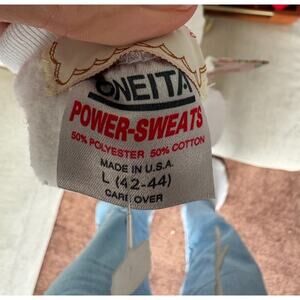 ONEITA
POWER-SWEATS
50% POLYESTER 50% COTTON
MADE IN U.S.A.
L (42-44)
CARE OVER